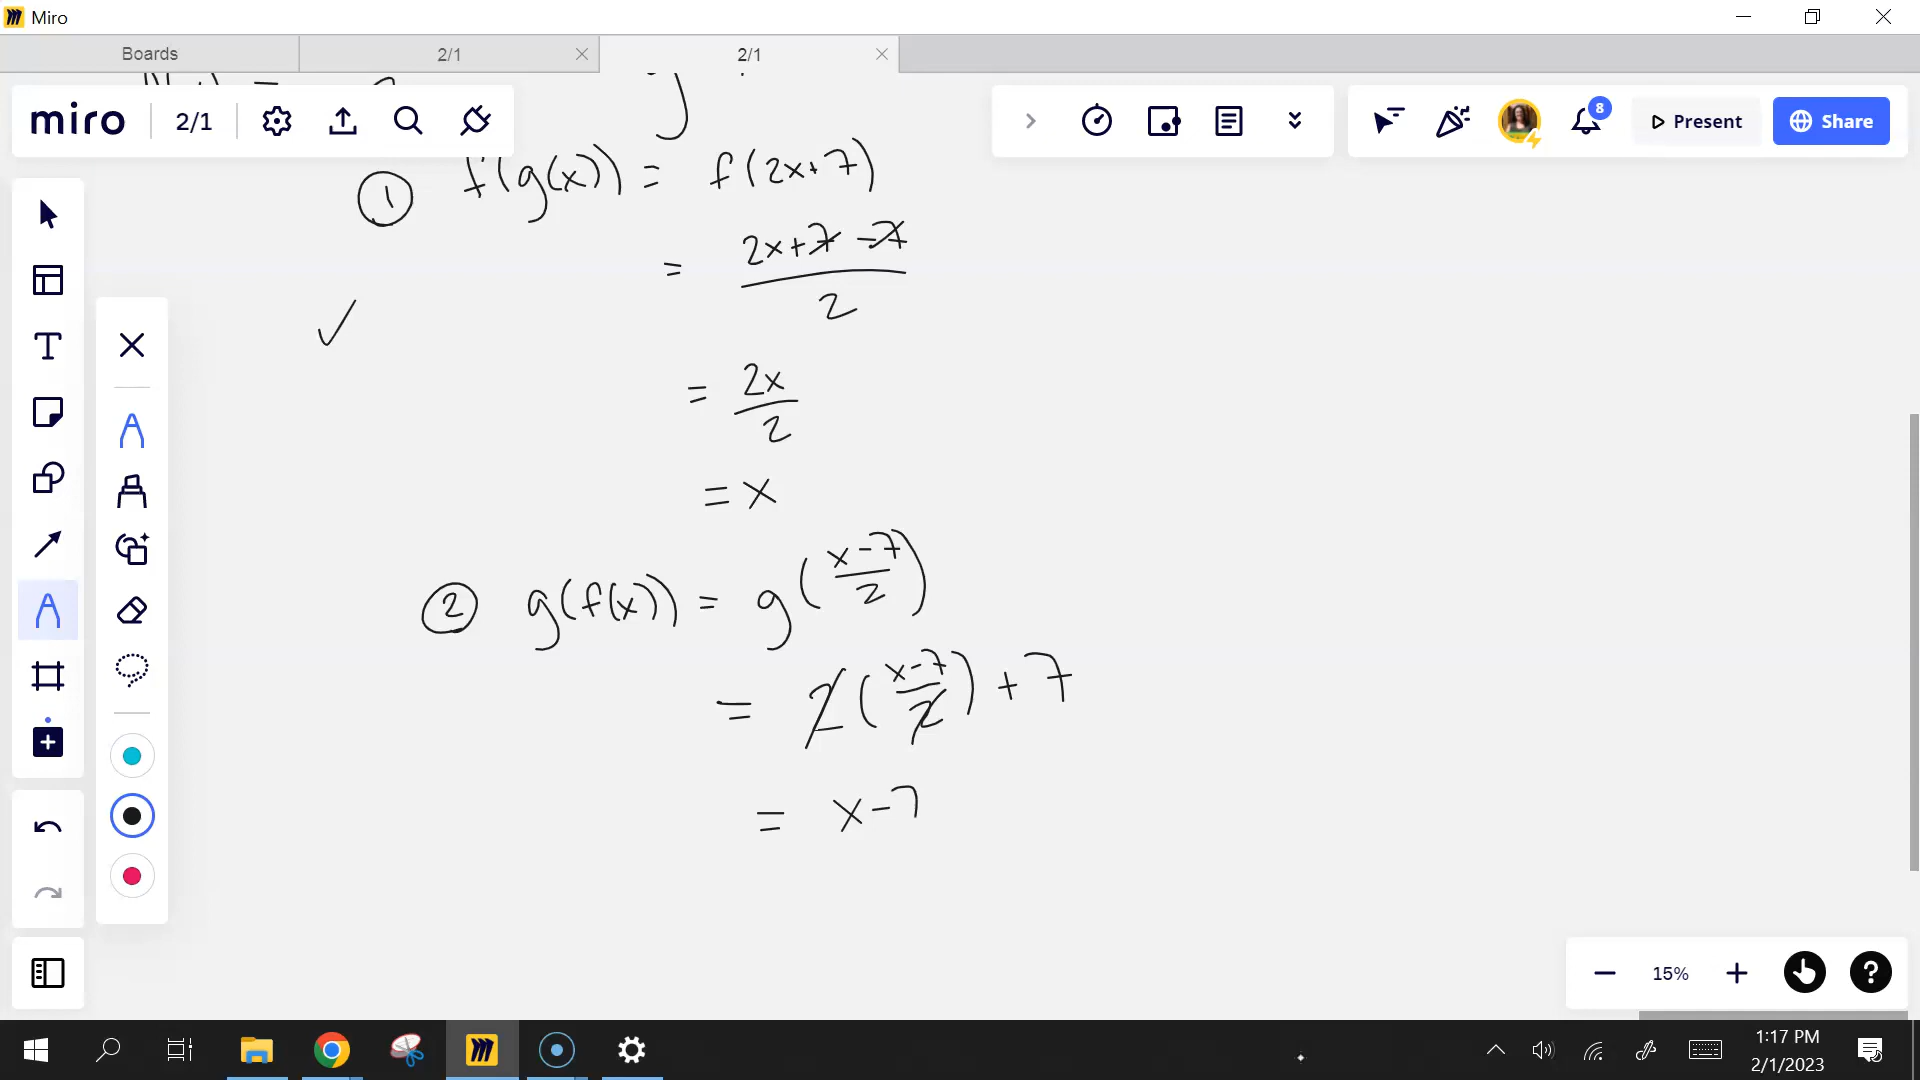 Miro
Boards 2/1 2/1
miro 2/1 8 Present Share
① f(g(x)) = f(2x+7)
= 2x+7-7
2
✓
= 2x
2
= x
② g(f(x)) = g(x-7
2)
= 2(x-7
2) + 7
= x-7
15%
1:17 PM
2/1/2023